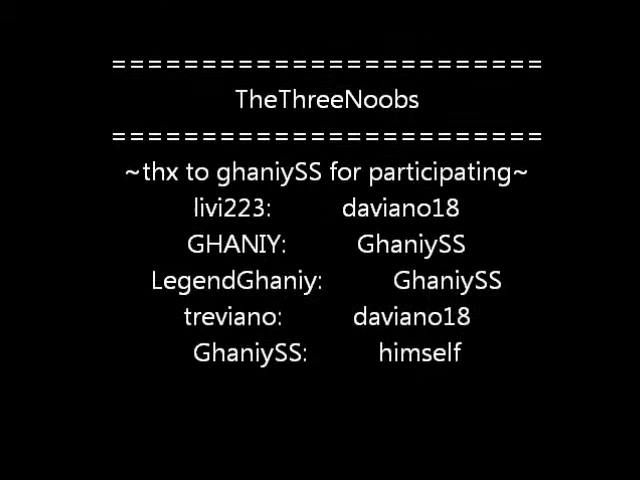 ========================
TheThreeNoobs
========================
~thx to ghaniySS for participating~
livi223: daviano18
GHANIY: GhaniySS
LegendGhaniy: GhaniySS
treviano: daviano18
GhaniySS: himself